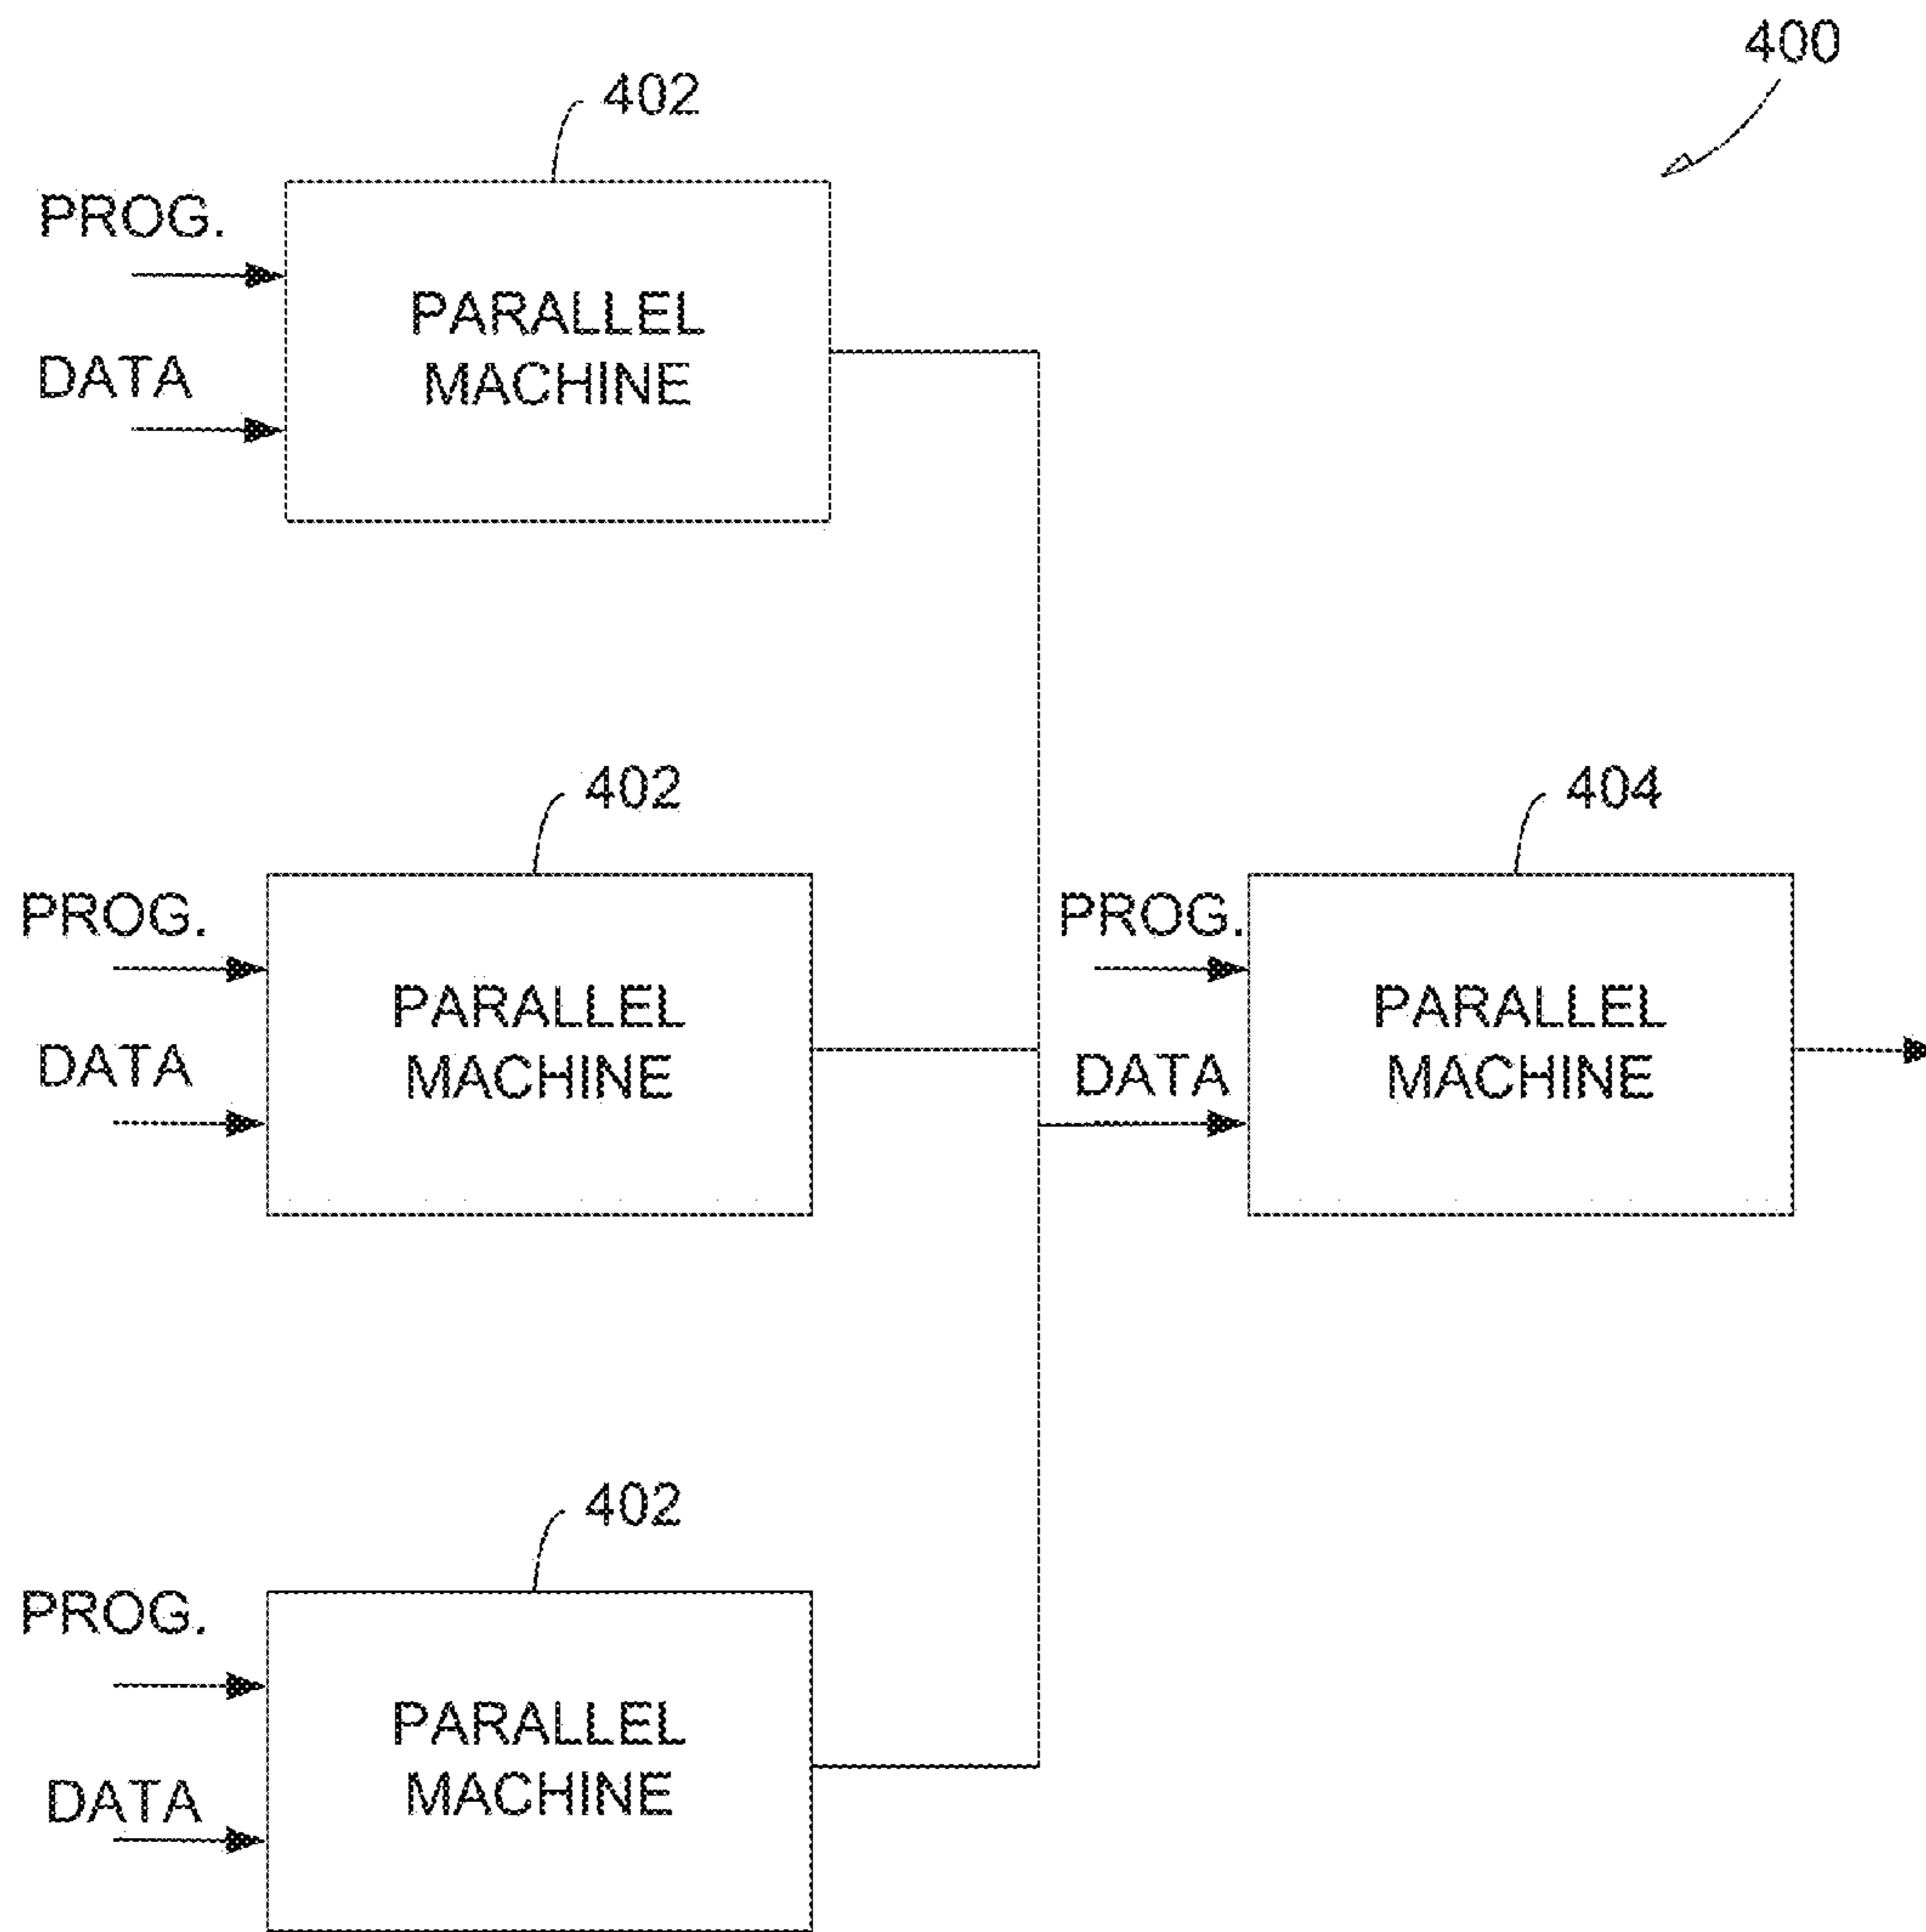 400
402
PROG.
PARALLEL
MACHINE
DATA
402
404
PROG.
PARALLEL
MACHINE
DATA
PROG.
PARALLEL
MACHINE
DATA
402
PROG.
PARALLEL
MACHINE
DATA